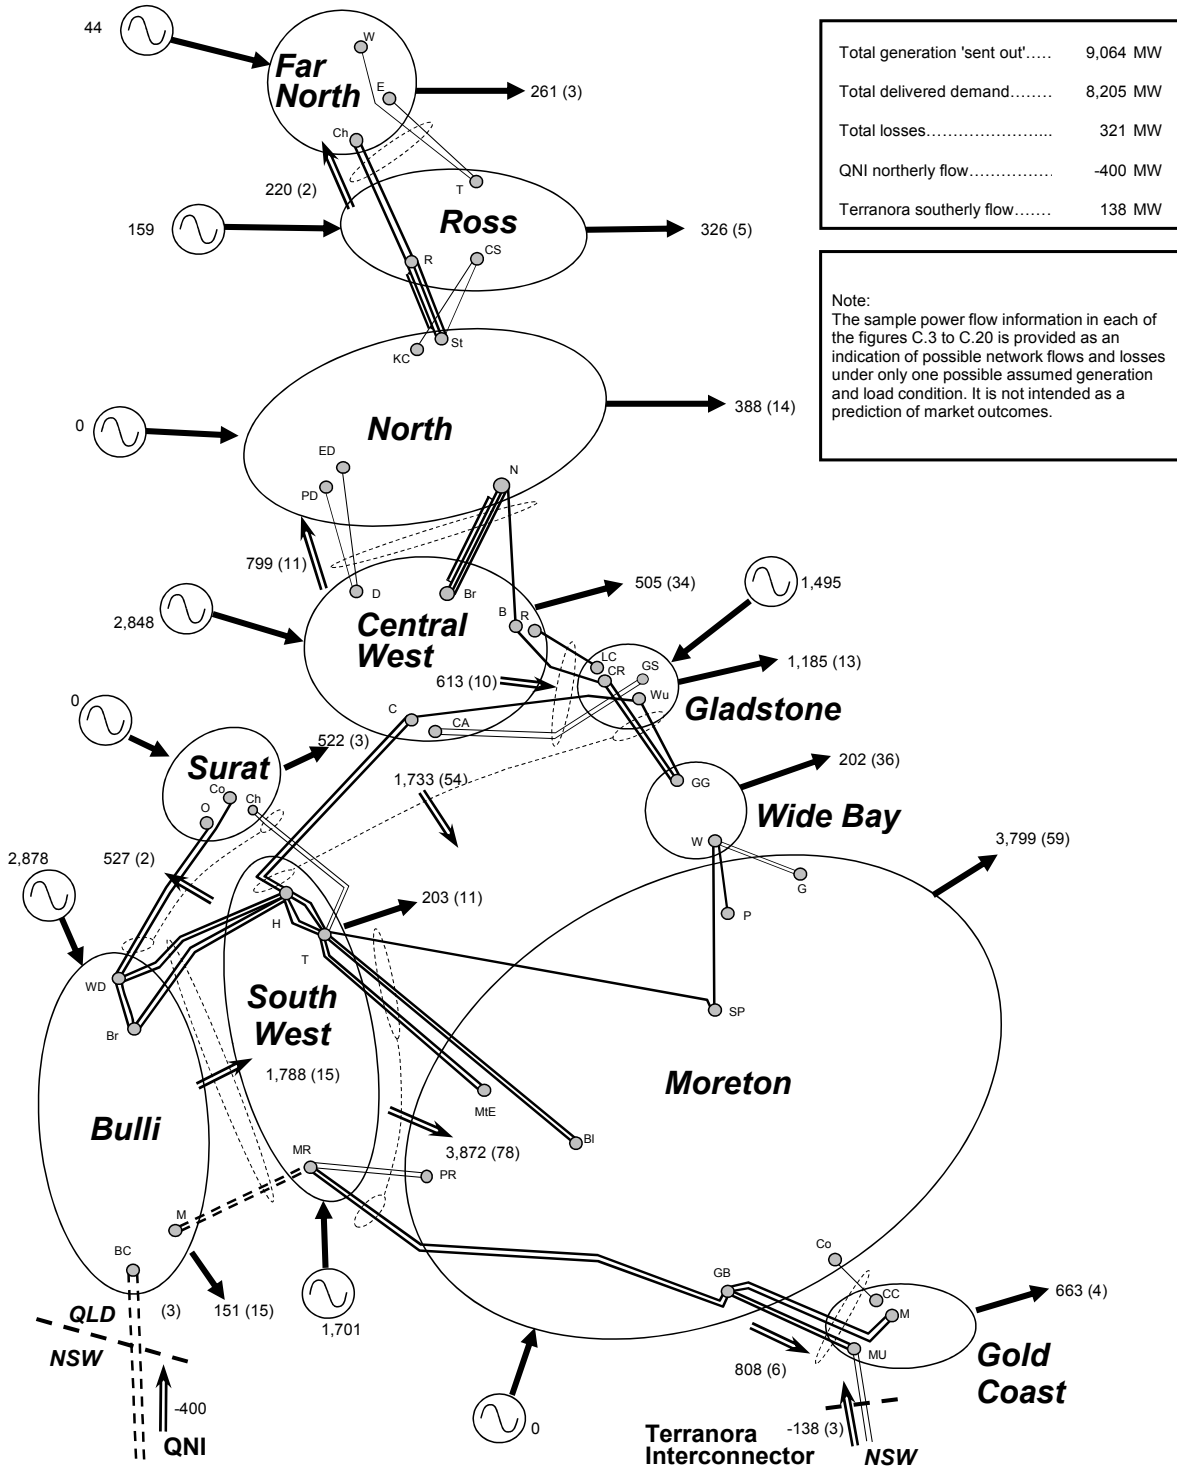 44
W
Far
North
E
261 (3)
Ch
220 (2)
T
159
Ross
326 (5)
R
CS
St
KC
0
North
388 (14)
ED
PD
N
799 (11)
D
Br
505 (34)
1,495
2,848
Central
West
B
R
LC
CR
GS
Wu
1,185 (13)
613 (10)
Gladstone
0
C
CA
522 (3)
Surat
Co
Ch
O
1,733 (54)
GG
202 (36)
Wide Bay
W
G
3,799 (59)
2,878
527 (2)
P
203 (11)
H
T
WD
Br
South
West
SP
1,788 (15)
Moreton
MtE
Bulli
BI
3,872 (78)
MR
PR
M
BC
QLD
(3)
151 (15)
NSW
1,701
-400
QNI
Co
GB
CC
M
MU
663 (4)
808 (6)
Gold
Coast
0
Terranora
Interconnector
-138 (3)
NSW
Total generation 'sent out'..... 9,064 MW
Total delivered demand........ 8,205 MW
Total losses........................ 321 MW
QNI northerly flow................ -400 MW
Terranora southerly flow....... 138 MW
Note:
The sample power flow information in each of
the figures C.3 to C.20 is provided as an
indication of possible network flows and losses
under only one possible assumed generation
and load condition. It is not intended as a
prediction of market outcomes.